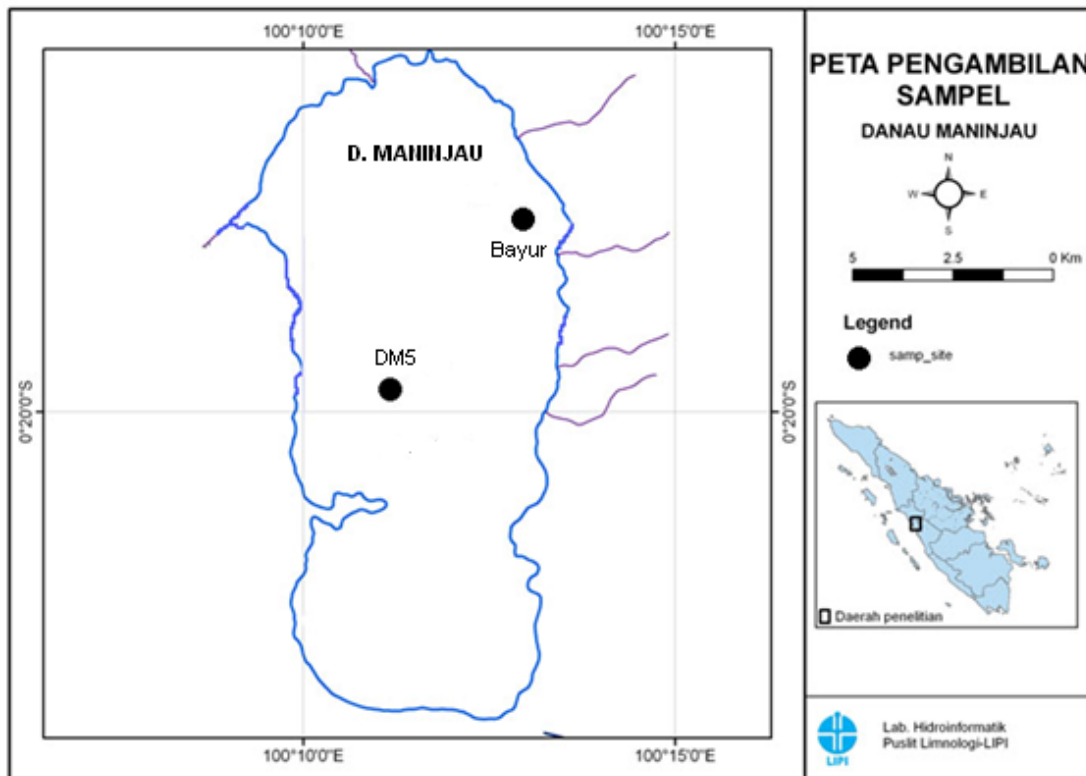 100°10'0"E 100°15'0"E
D. MANINJAU
Bayur
DM5
0°20'0"S 0°20'0"S
100°10'0"E 100°15'0"E
PETA PENGAMBILAN
SAMPEL
DANAU MANINJAU
N
W E
S
5 2.5 0 Km
Legend
samp_site
Daerah penelitian
LIPI
Lab. Hidroinformatik
Puslit Limnologi-LIPI